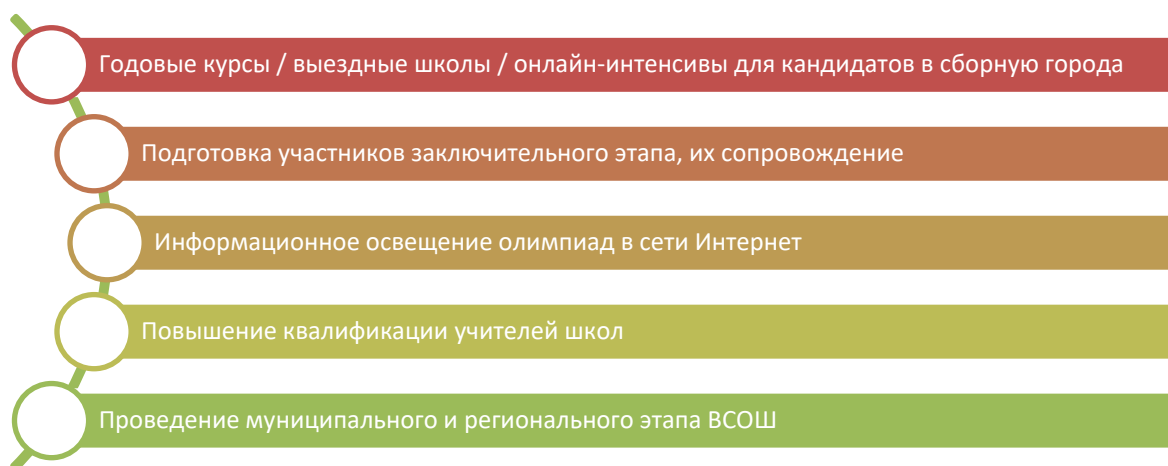 Годовые курсы / выездные школы / онлайн-интенсивы для кандидатов в сборную города
Подготовка участников заключительного этапа, их сопровождение
Информационное освещение олимпиад в сети Интернет
Повышение квалификации учителей школ
Проведение муниципального и регионального этапа ВСОШ